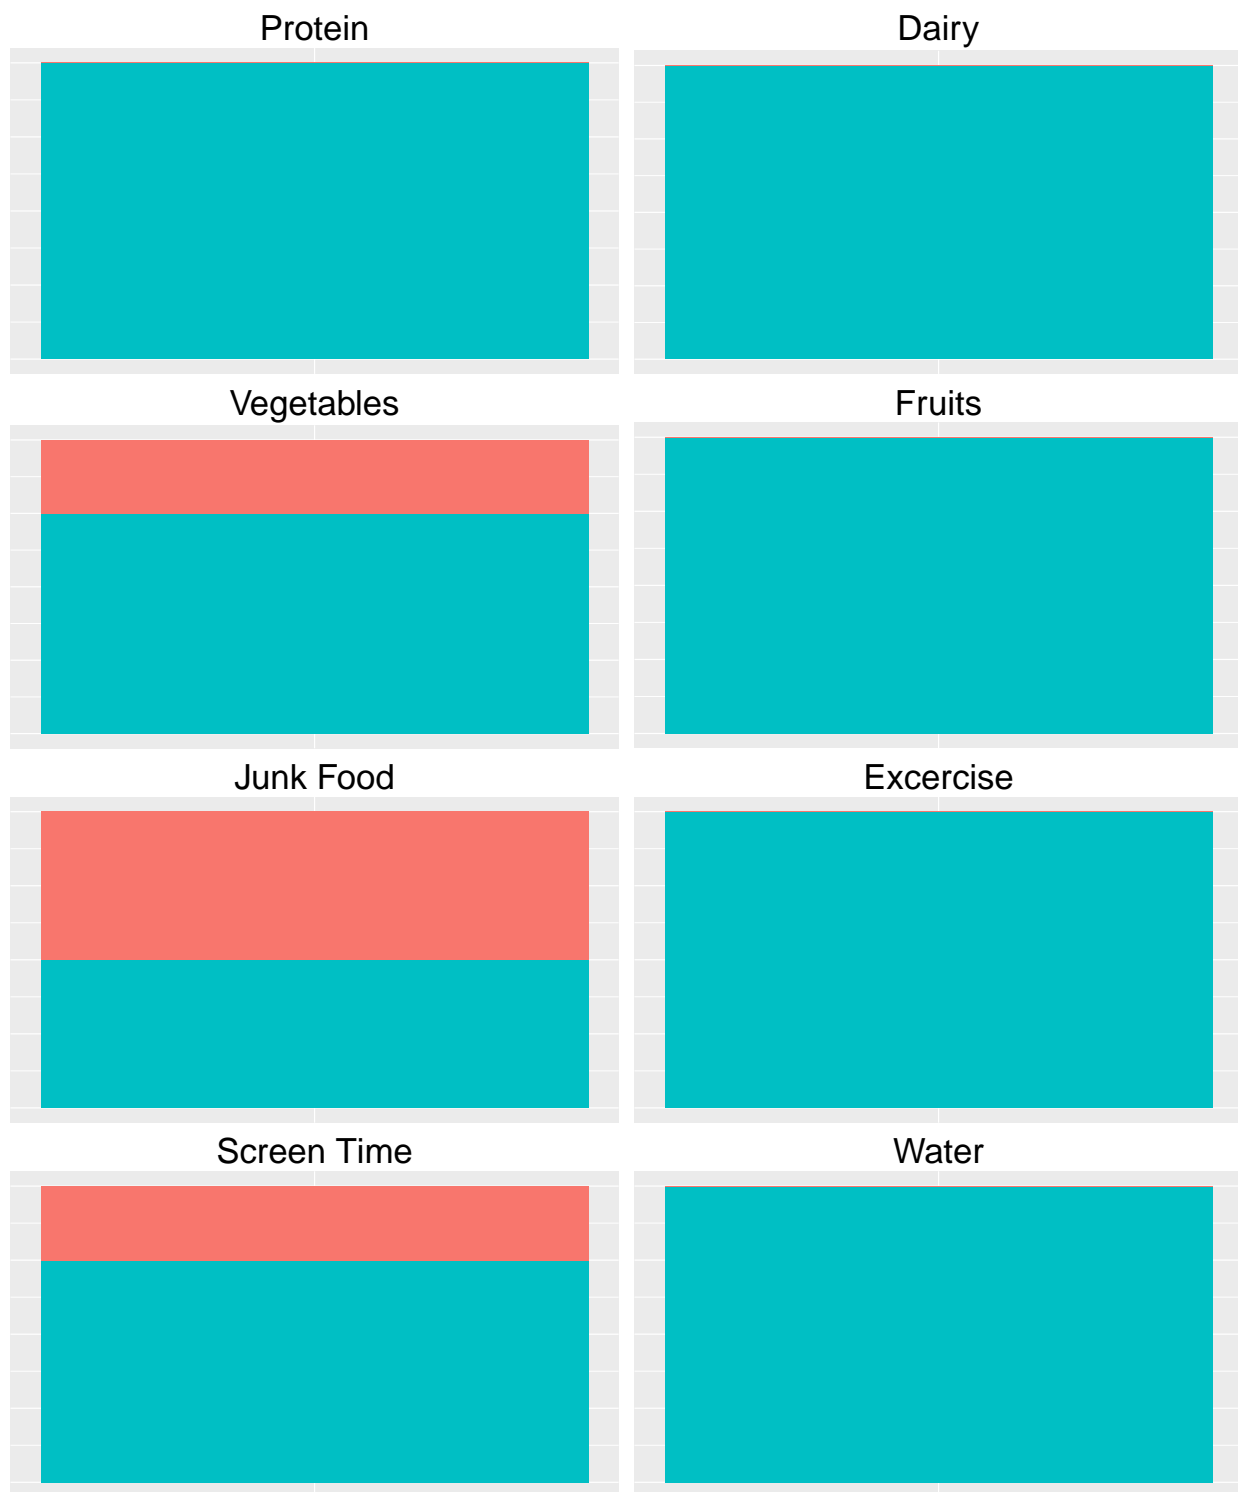 Protein
Dairy
Vegetables
Fruits
Junk Food
Excercise
Screen Time
Water